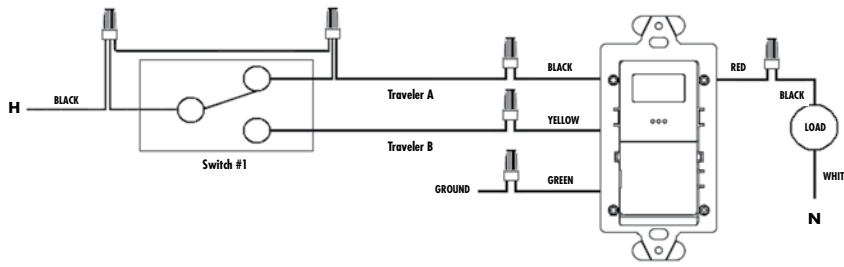 BLACK
RED
BLACK
H
BLACK
Traveler A
YELLOW
LOAD
Traveler B
Switch #1
GROUND
GREEN
WHIT
N